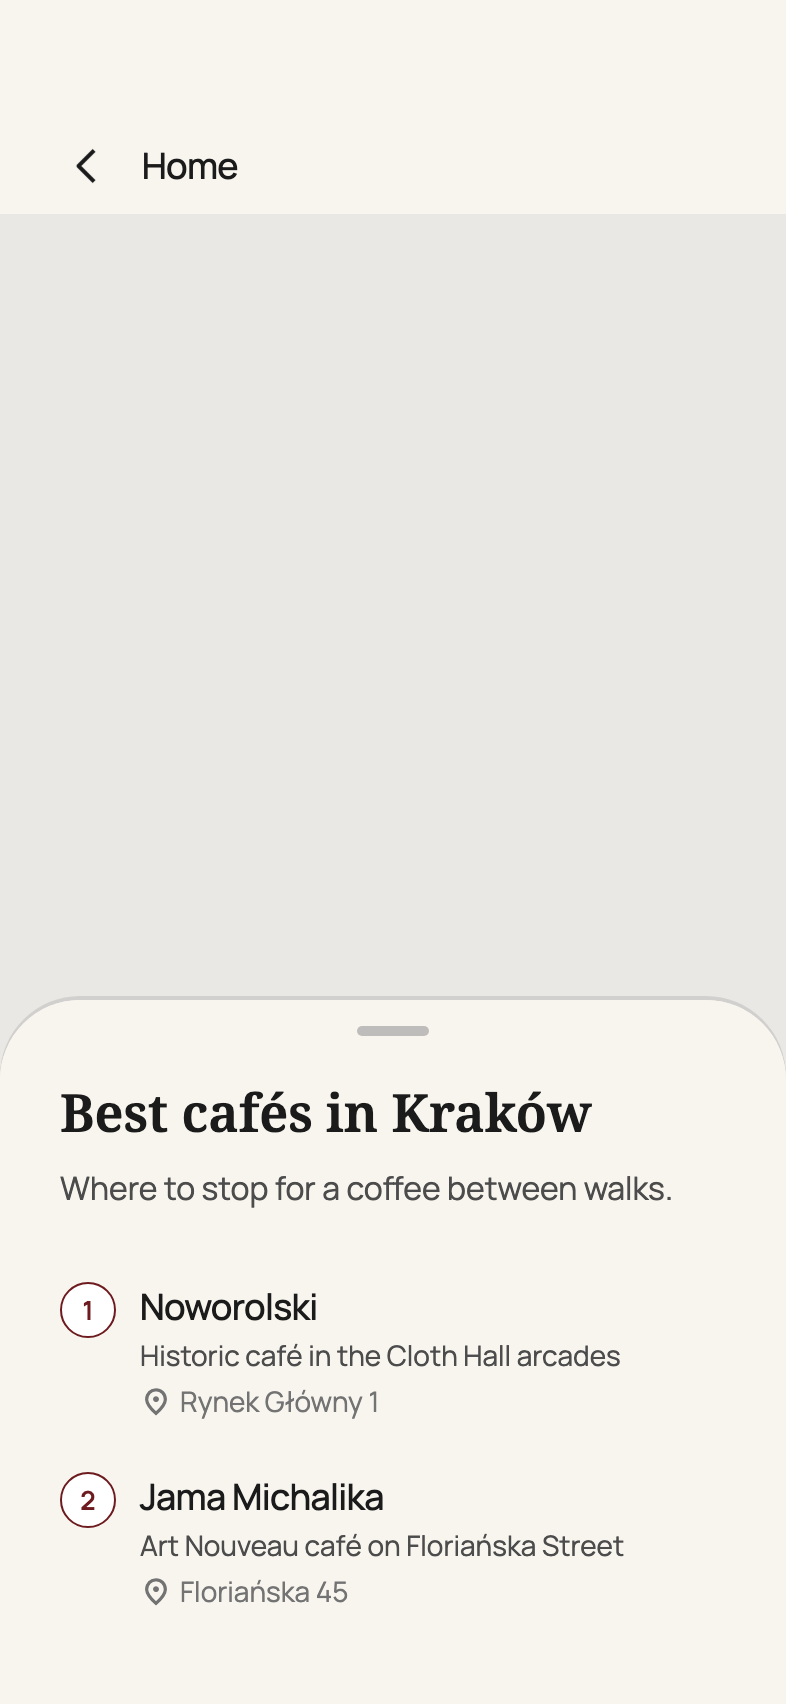 Home
Best cafés in Kraków
Where to stop for a coffee between walks.
1
Noworolski
Historic café in the Cloth Hall arcades
Rynek Główny 1
2
Jama Michalika
Art Nouveau café on Floriańska Street
Floriańska 45